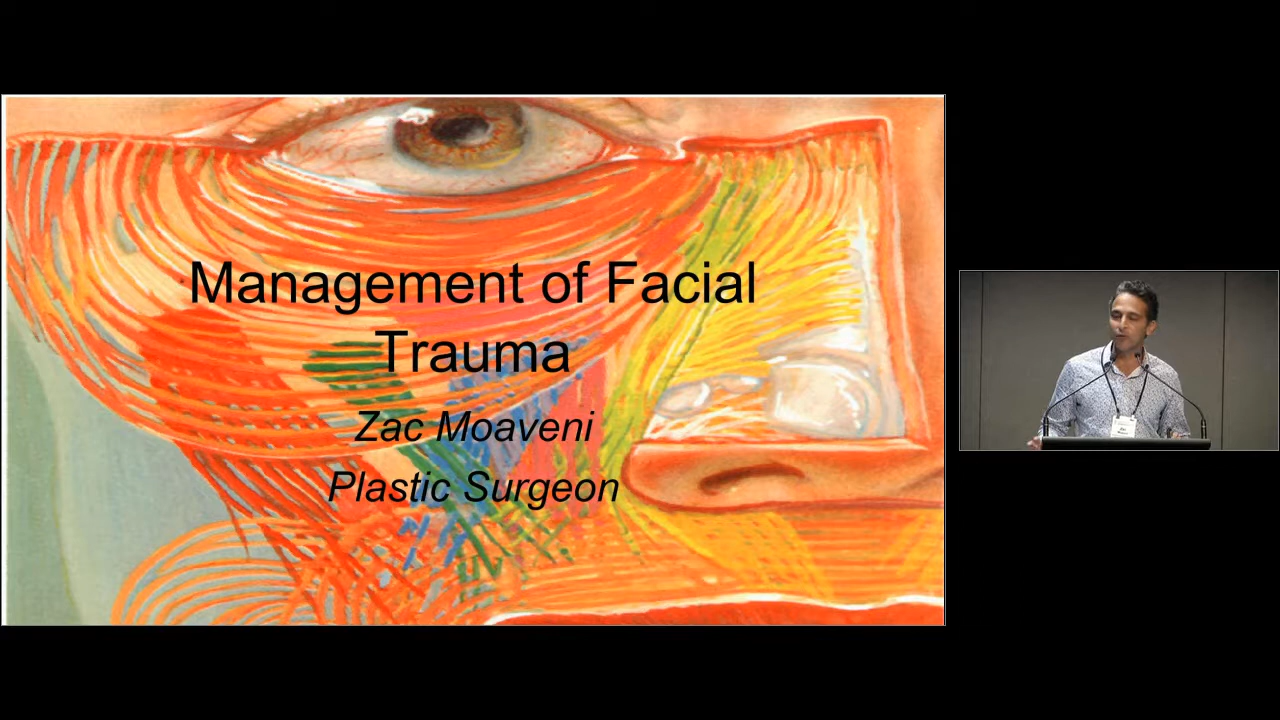 Management of Facial
Trauma
Zac Moaveni
Plastic Surgeon